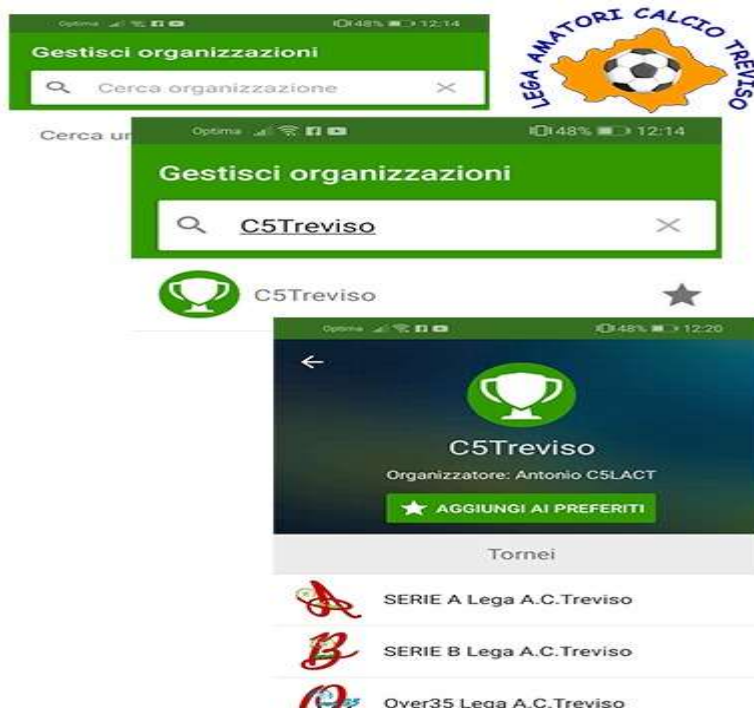 Optima 48% 12:14
Gestisci organizzazioni
Cerca organizzazione
Cerca ur
LEGA AMATORI CALCIO TREVISO
Optima 48% 12:14
Gestisci organizzazioni
C5Treviso
C5Treviso
Optima 48% 12:20
C5Treviso
Organizzatore: Antonio C5LACT
AGGIUNGI AI PREFERITI
Tornei
A SERIE A Lega A.C.Treviso
B SERIE B Lega A.C.Treviso
O Over35 Lega A.C.Treviso